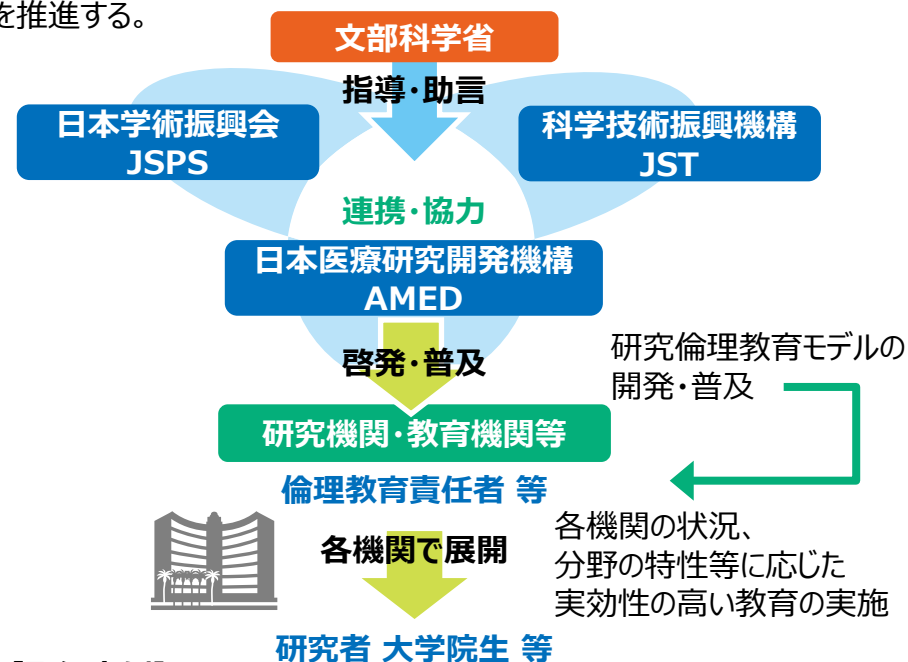 を推進する。
文部科学省
指導・助言
日本学術振興会
JSPS
科学技術振興機構
JST
連携・協力
日本医療研究開発機構
AMED
啓発・普及
研究倫理教育モデルの
開発・普及
研究機関・教育機関等
倫理教育責任者 等
各機関で展開
各機関の状況、
分野の特性等に応じた
実効性の高い教育の実施
研究者 大学院生 等